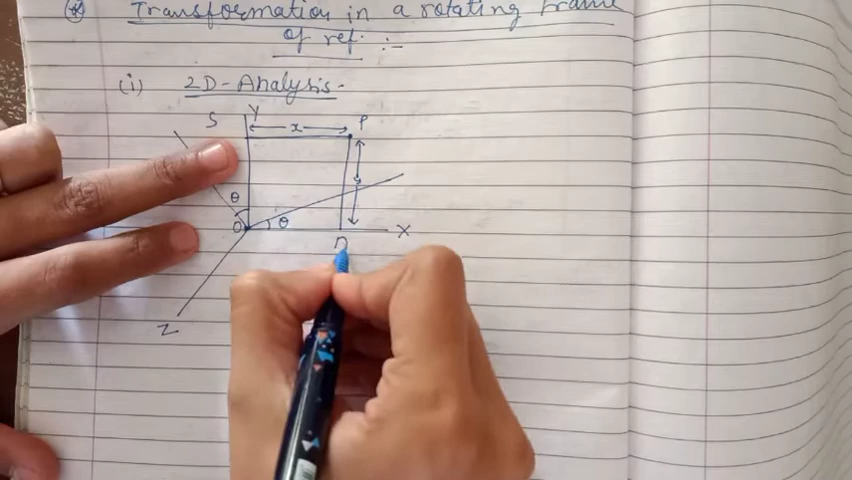 Transformation in a rotating frame
of ref :-
(i) 2D-Analysis-
S Y
x P
θ
O θ X
n
Z